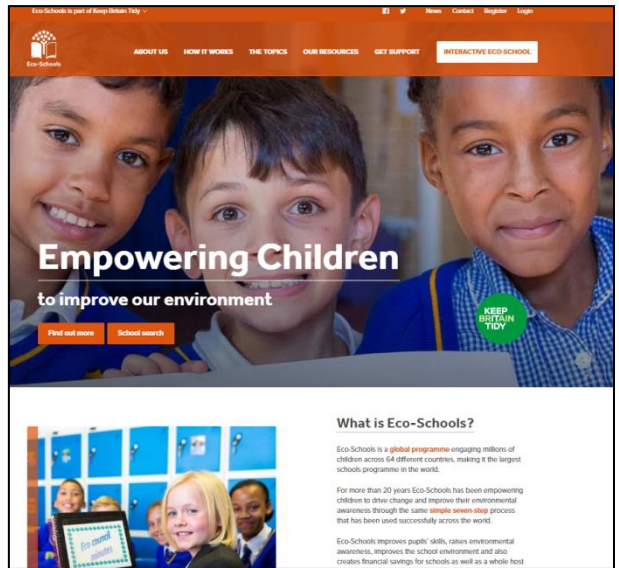 Eco-Schools is part of Keep Britain Tidy
News Contact Register Login
Eco-Schools
ABOUT US HOW IT WORKS THE TOPICS OUR RESOURCES GET SUPPORT INTERACTIVE ECO-SCHOOL
Empowering Children
to improve our environment
Find out more School search
KEEP
BRITAIN
TIDY
What is Eco-Schools?
Eco-Schools is a global programme engaging millions of
children across 64 different countries, making it the largest
schools programme in the world.
For more than 20 years Eco-Schools has been empowering
children to drive change and improve their environmental
awareness through the same simple seven-step process
that has been used successfully across the world.
Eco-Schools improves pupils' skills, raises environmental
awareness, improves the school environment and also
creates financial savings for schools as well as a whole host
Eco council
minutes